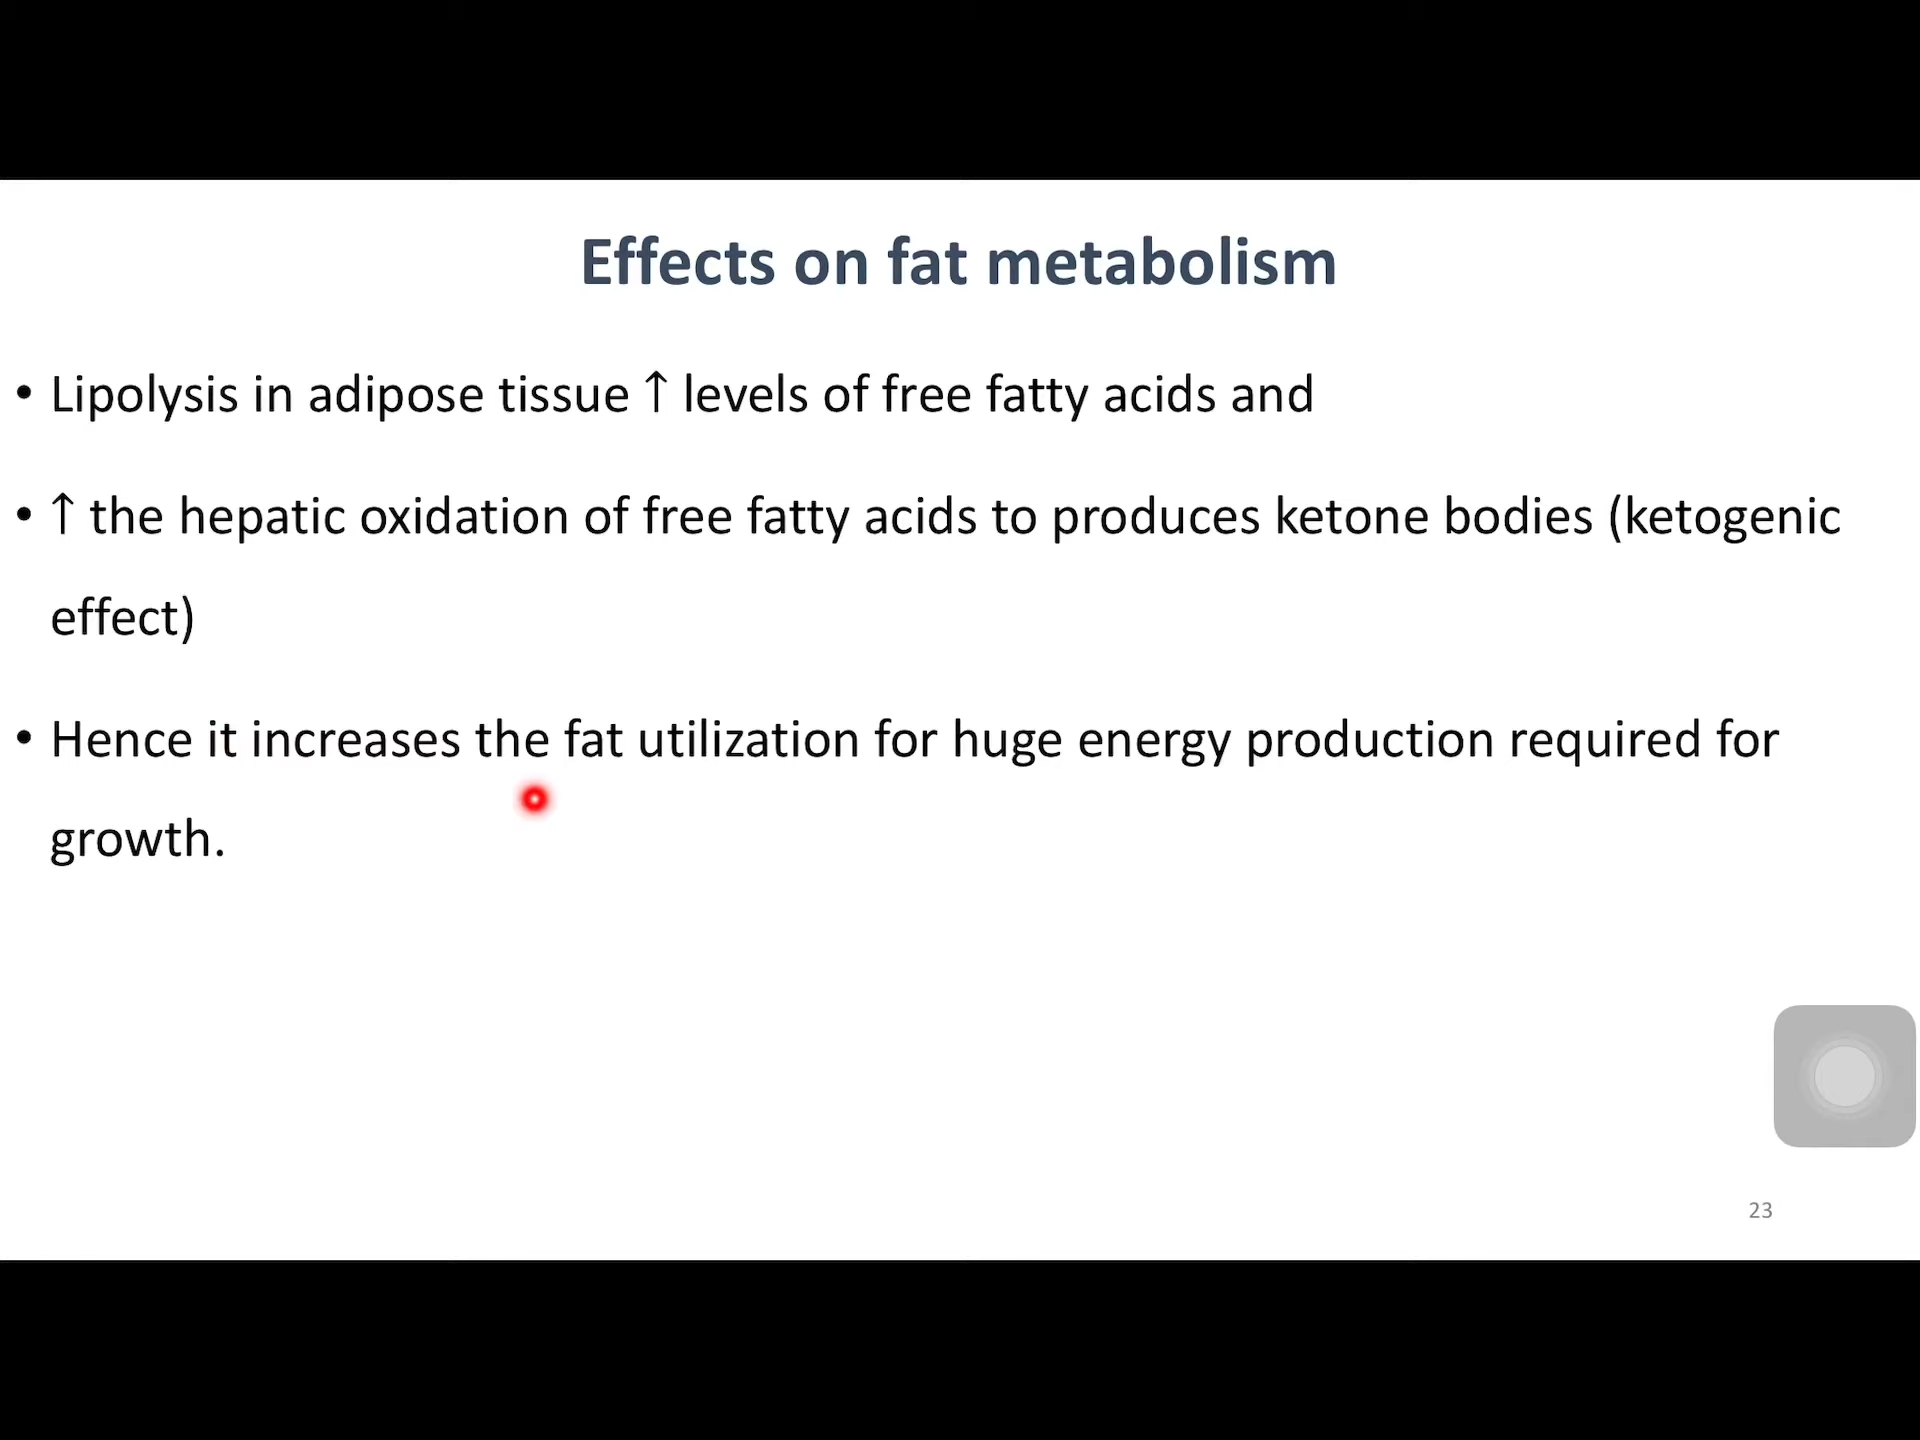 Effects on fat metabolism
• Lipolysis in adipose tissue ↑ levels of free fatty acids and
• ↑ the hepatic oxidation of free fatty acids to produces ketone bodies (ketogenic
effect)
• Hence it increases the fat utilization for huge energy production required for
growth.
23